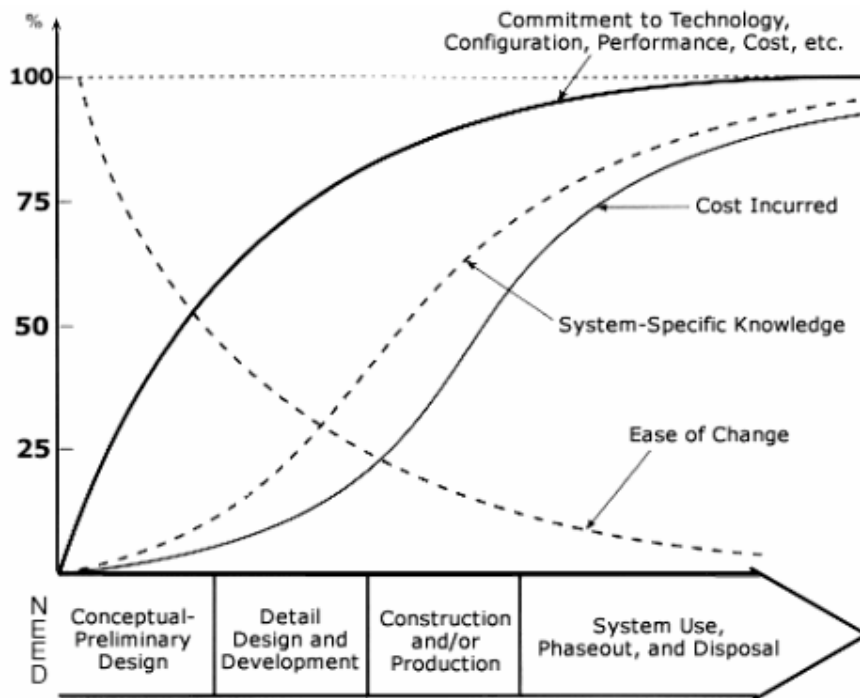 %
Commitment to Technology,
Configuration, Performance, Cost, etc.
100
75
Cost Incurred
50
System-Specific Knowledge
25
Ease of Change
NEED
Conceptual-
Preliminary
Design
Detail
Design and
Development
Construction
and/or
Production
System Use,
Phaseout, and Disposal